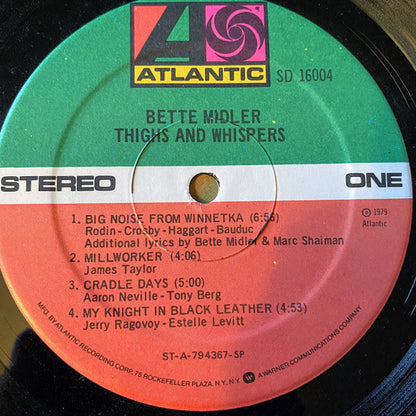 ATLANTIC
SD 16004
BETTE MIDLER
THIGHS AND WHISPERS
STEREO ONE
1. BIG NOISE FROM WINNETKA (6:56)
Rodin - Crosby - Haggart - Bauduc
Additional lyrics by Bette Midler & Marc Shaiman
2. MILLWORKER (4:06)
James Taylor
3. CRADLE DAYS (5:00)
Aaron Neville - Tony Berg
4. MY KNIGHT IN BLACK LEATHER (4:53)
Jerry Ragovoy - Estelle Levitt
℗ 1979
Atlantic
ST-A-794367-SP
MFG. BY ATLANTIC RECORDING CORP. 75 ROCKEFELLER PLAZA, N.Y., N.Y. A WARNER COMMUNICATIONS COMPANY